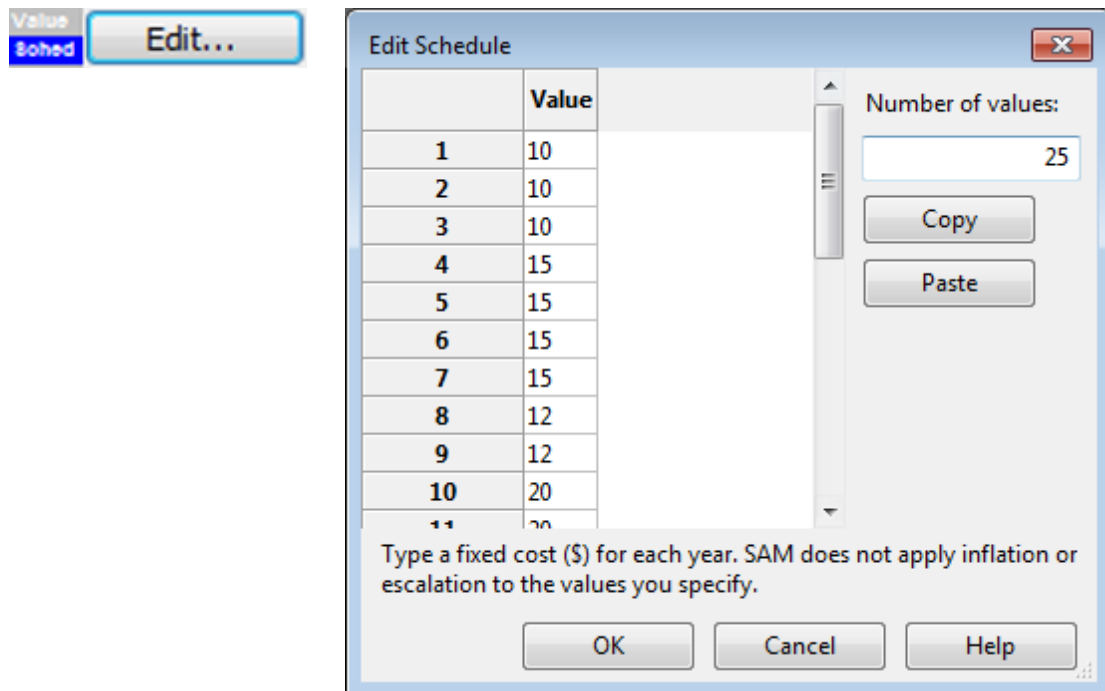 Value
Sched
Edit...
Edit Schedule
Value
Number of values:
25
1 10
2 10
3 10
4 15
5 15
6 15
7 15
8 12
9 12
10 20
11 20
Copy
Paste
Type a fixed cost ($) for each year. SAM does not apply inflation or
escalation to the values you specify.
OK Cancel Help